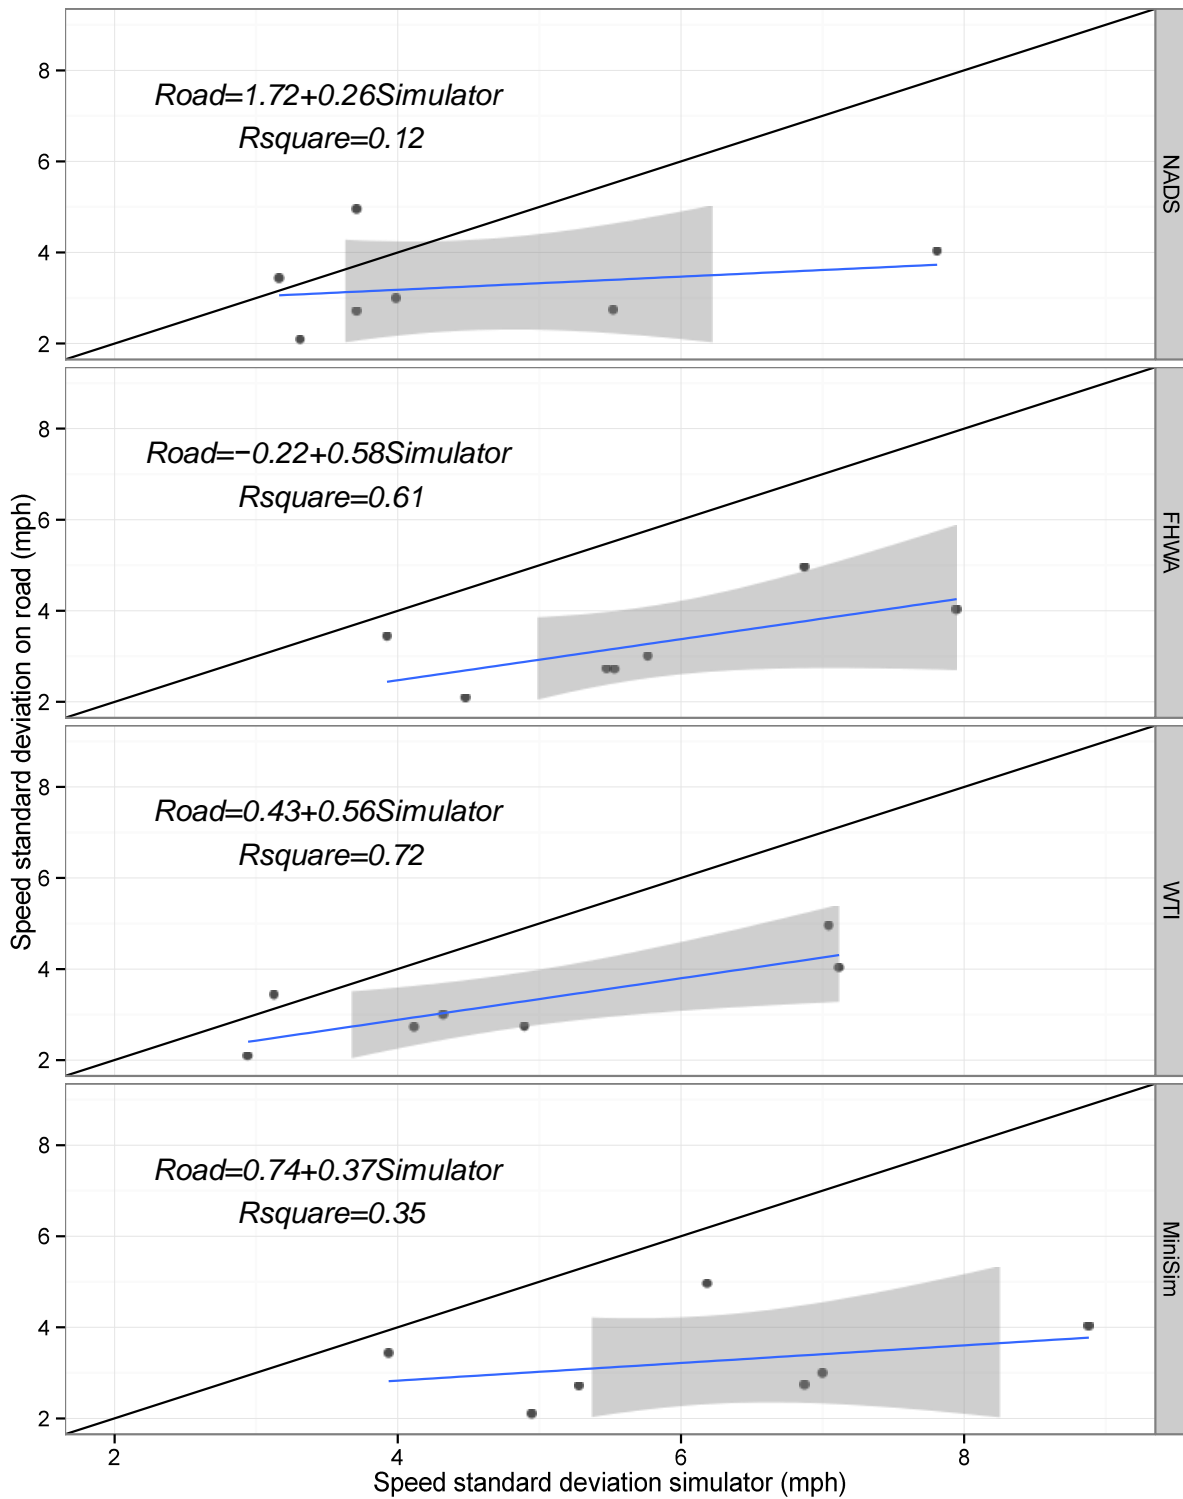 8
6
4
2
Road=1.72+0.26Simulator
Rsquare=0.12
NADS
8
6
4
2
Road=−0.22+0.58Simulator
Rsquare=0.61
FHWA
Speed standard deviation on road (mph)
8
6
4
2
Road=0.43+0.56Simulator
Rsquare=0.72
WTI
8
6
4
2
Road=0.74+0.37Simulator
Rsquare=0.35
MiniSim
2 4 6 8
Speed standard deviation simulator (mph)